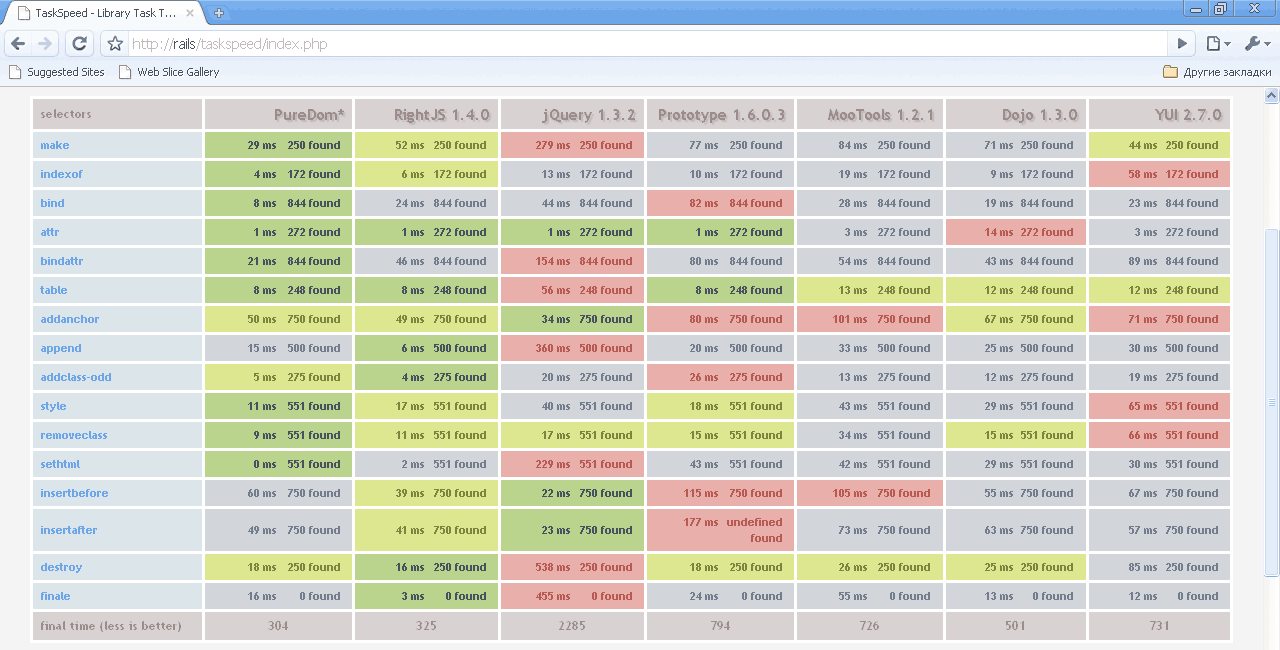 TaskSpeed - Library Task T...
http://rails/taskspeed/index.php
Suggested Sites Web Slice Gallery Другие закладки
selectors PureDom* RightJS 1.4.0 jQuery 1.3.2 Prototype 1.6.0.3 MooTools 1.2.1 Dojo 1.3.0 YUI 2.7.0
make 29 ms 250 found 52 ms 250 found 279 ms 250 found 77 ms 250 found 84 ms 250 found 71 ms 250 found 44 ms 250 found
indexof 4 ms 172 found 6 ms 172 found 13 ms 172 found 10 ms 172 found 19 ms 172 found 9 ms 172 found 58 ms 172 found
bind 8 ms 844 found 24 ms 844 found 44 ms 844 found 82 ms 844 found 28 ms 844 found 19 ms 844 found 23 ms 844 found
attr 1 ms 272 found 1 ms 272 found 1 ms 272 found 1 ms 272 found 3 ms 272 found 14 ms 272 found 3 ms 272 found
bindattr 21 ms 844 found 46 ms 844 found 154 ms 844 found 80 ms 844 found 54 ms 844 found 43 ms 844 found 89 ms 844 found
table 8 ms 248 found 8 ms 248 found 56 ms 248 found 8 ms 248 found 13 ms 248 found 12 ms 248 found 12 ms 248 found
addanchor 50 ms 750 found 49 ms 750 found 34 ms 750 found 80 ms 750 found 101 ms 750 found 67 ms 750 found 71 ms 750 found
append 15 ms 500 found 6 ms 500 found 360 ms 500 found 20 ms 500 found 33 ms 500 found 25 ms 500 found 30 ms 500 found
addclass-odd 5 ms 275 found 4 ms 275 found 20 ms 275 found 26 ms 275 found 13 ms 275 found 12 ms 275 found 19 ms 275 found
style 11 ms 551 found 17 ms 551 found 40 ms 551 found 18 ms 551 found 43 ms 551 found 29 ms 551 found 65 ms 551 found
removeclass 9 ms 551 found 11 ms 551 found 17 ms 551 found 15 ms 551 found 34 ms 551 found 15 ms 551 found 66 ms 551 found
sethtml 0 ms 551 found 2 ms 551 found 229 ms 551 found 43 ms 551 found 42 ms 551 found 29 ms 551 found 30 ms 551 found
insertbefore 60 ms 750 found 39 ms 750 found 22 ms 750 found 115 ms 750 found 105 ms 750 found 55 ms 750 found 67 ms 750 found
insertafter 49 ms 750 found 41 ms 750 found 23 ms 750 found 177 ms undefined found 73 ms 750 found 63 ms 750 found 57 ms 750 found
destroy 18 ms 250 found 16 ms 250 found 538 ms 250 found 18 ms 250 found 26 ms 250 found 25 ms 250 found 85 ms 250 found
finale 16 ms 0 found 3 ms 0 found 455 ms 0 found 24 ms 0 found 55 ms 0 found 13 ms 0 found 12 ms 0 found
final time (less is better) 304 325 2285 794 726 501 731